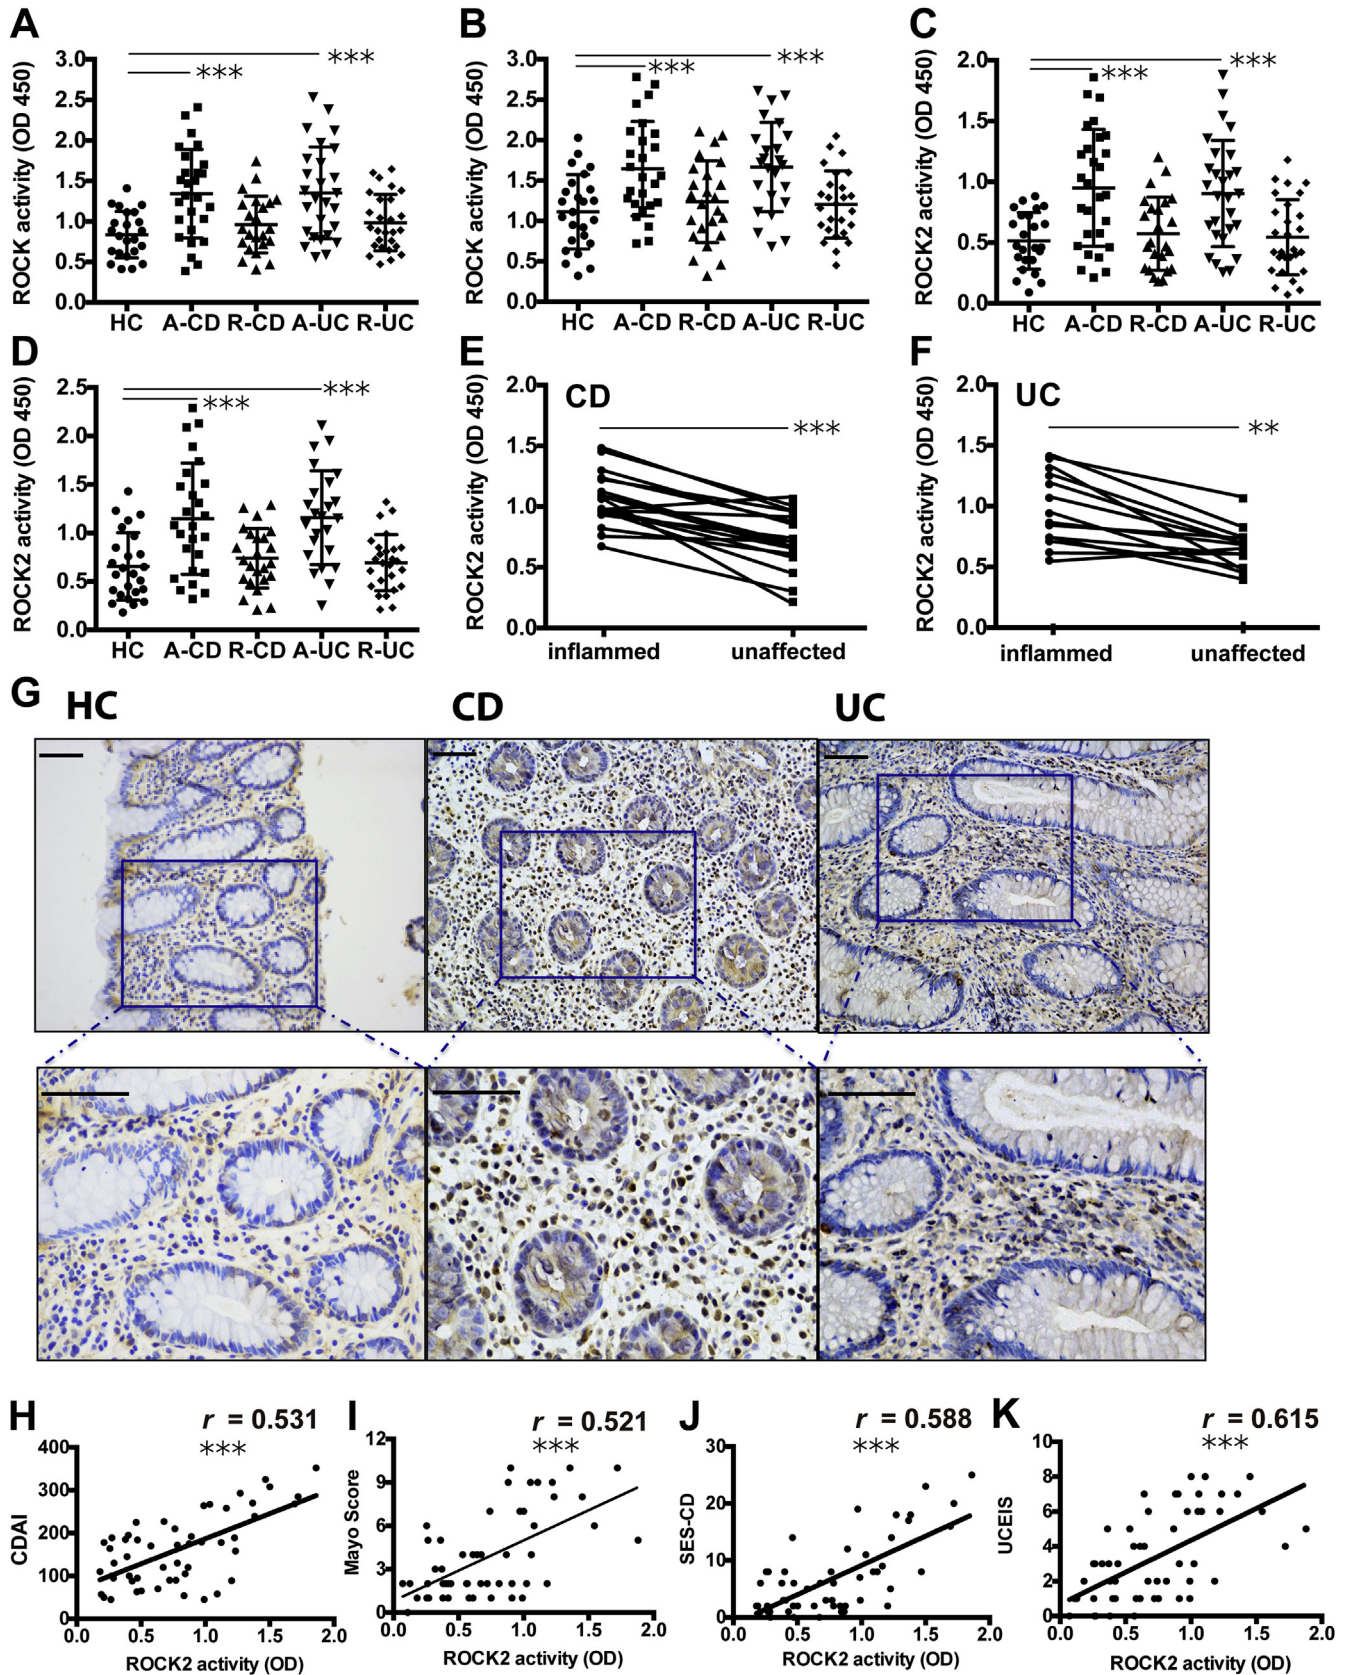 A
ROCK activity (OD 450)
3.0
2.5
2.0
1.5
1.0
0.5
0.0
***
***
HC A-CD R-CD A-UC R-UC
B
ROCK activity (OD 450)
3.0
2.5
2.0
1.5
1.0
0.5
0.0
***
***
HC A-CD R-CD A-UC R-UC
C
ROCK2 activity (OD 450)
2.0
1.5
1.0
0.5
0.0
***
***
HC A-CD R-CD A-UC R-UC
D
ROCK2 activity (OD 450)
2.5
2.0
1.5
1.0
0.5
0.0
***
***
HC A-CD R-CD A-UC R-UC
E
ROCK2 activity (OD 450)
2.0
1.5
1.0
0.5
0.0
CD
***
inflammed unaffected
F
ROCK2 activity (OD 450)
2.0
1.5
1.0
0.5
0.0
UC
**
inflammed unaffected
G
HC CD UC
H
r = 0.531
***
CDAI
400
300
200
100
0
0.0 0.5 1.0 1.5 2.0
ROCK2 activity (OD)
I
r = 0.521
***
Mayo Score
12
9
6
3
0
0.0 0.5 1.0 1.5 2.0
ROCK2 activity (OD)
J
r = 0.588
***
SES-CD
30
20
10
0
0.0 0.5 1.0 1.5 2.0
ROCK2 activity (OD)
K
r = 0.615
***
UCEIS
10
8
6
4
2
0
0.0 0.5 1.0 1.5 2.0
ROCK2 activity (OD)